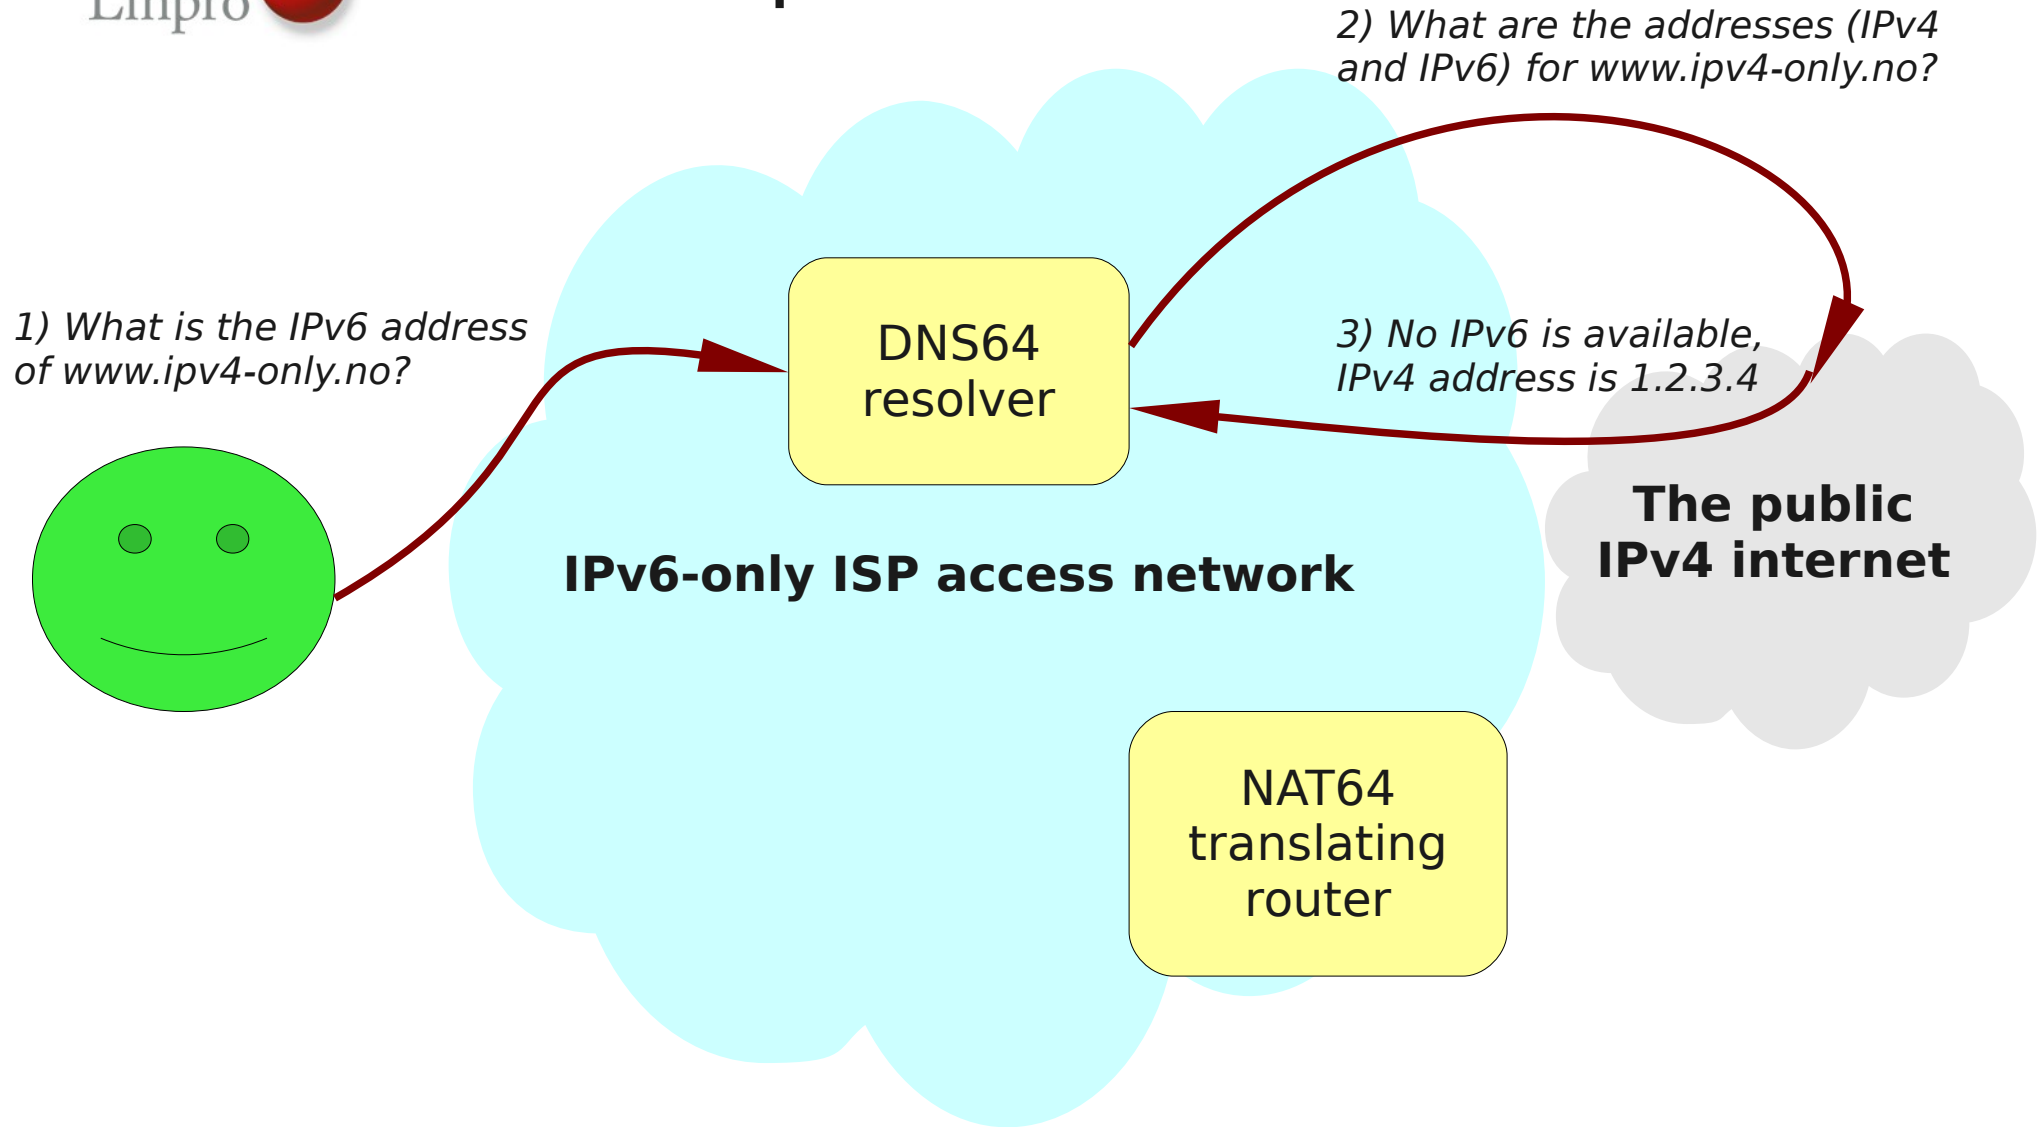 Linpro
2) What are the addresses (IPv4
and IPv6) for www.ipv4-only.no?
1) What is the IPv6 address
of www.ipv4-only.no?
DNS64
resolver
3) No IPv6 is available,
IPv4 address is 1.2.3.4
The public
IPv4 internet
IPv6-only ISP access network
NAT64
translating
router